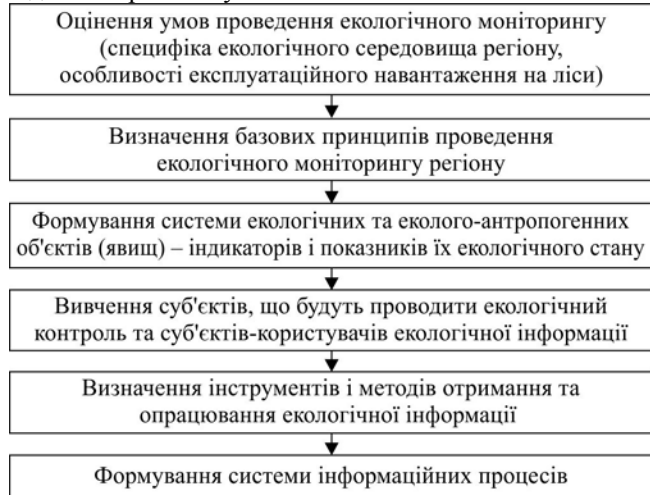 Оцінення умов проведення екологічного моніторингу
(специфіка екологічного середовища регіону,
особливості експлуатаційного навантаження на ліси)
Визначення базових принципів проведення
екологічного моніторингу регіону
Формування системи екологічних та еколого-антропогенних
об'єктів (явищ) – індикаторів і показників їх екологічного стану
Вивчення суб'єктів, що будуть проводити екологічний
контроль та суб'єктів-користувачів екологічної інформації
Визначення інструментів і методів отримання та
опрацювання екологічної інформації
Формування системи інформаційних процесів